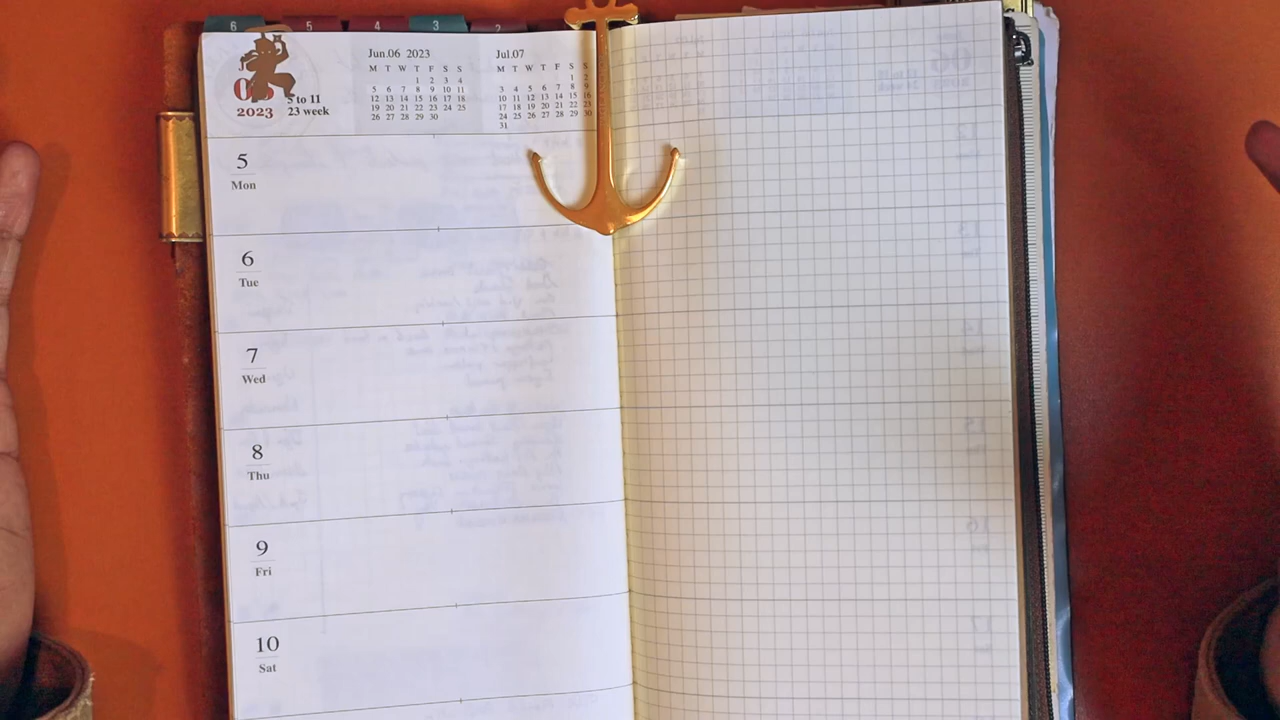 6 5 4 3 2
2023
5 to 11
23 week
Jun.06 2023
M T W T F S S
1 2 3 4
5 6 7 8 9 10 11
12 13 14 15 16 17 18
19 20 21 22 23 24 25
26 27 28 29 30
Jul.07
M T W T F S S
1 2
3 4 5 6 7 8 9
10 11 12 13 14 15 16
17 18 19 20 21 22 23
24 25 26 27 28 29 30
31
5
Mon
6
Tue
7
Wed
8
Thu
9
Fri
10
Sat